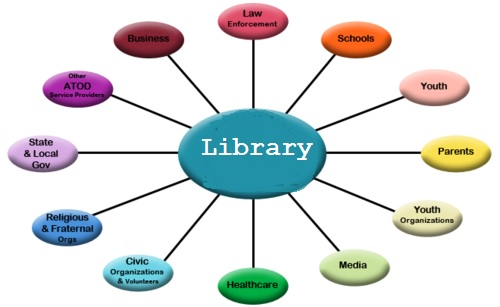 Law
Enforcement
Schools
Youth
Parents
Youth
Organizations
Media
Healthcare
Civic
Organizations
& Volunteers
Religious
& Fraternal
Orgs
State
& Local
Gov
Other
ATOD
Service Providers
Business
Library